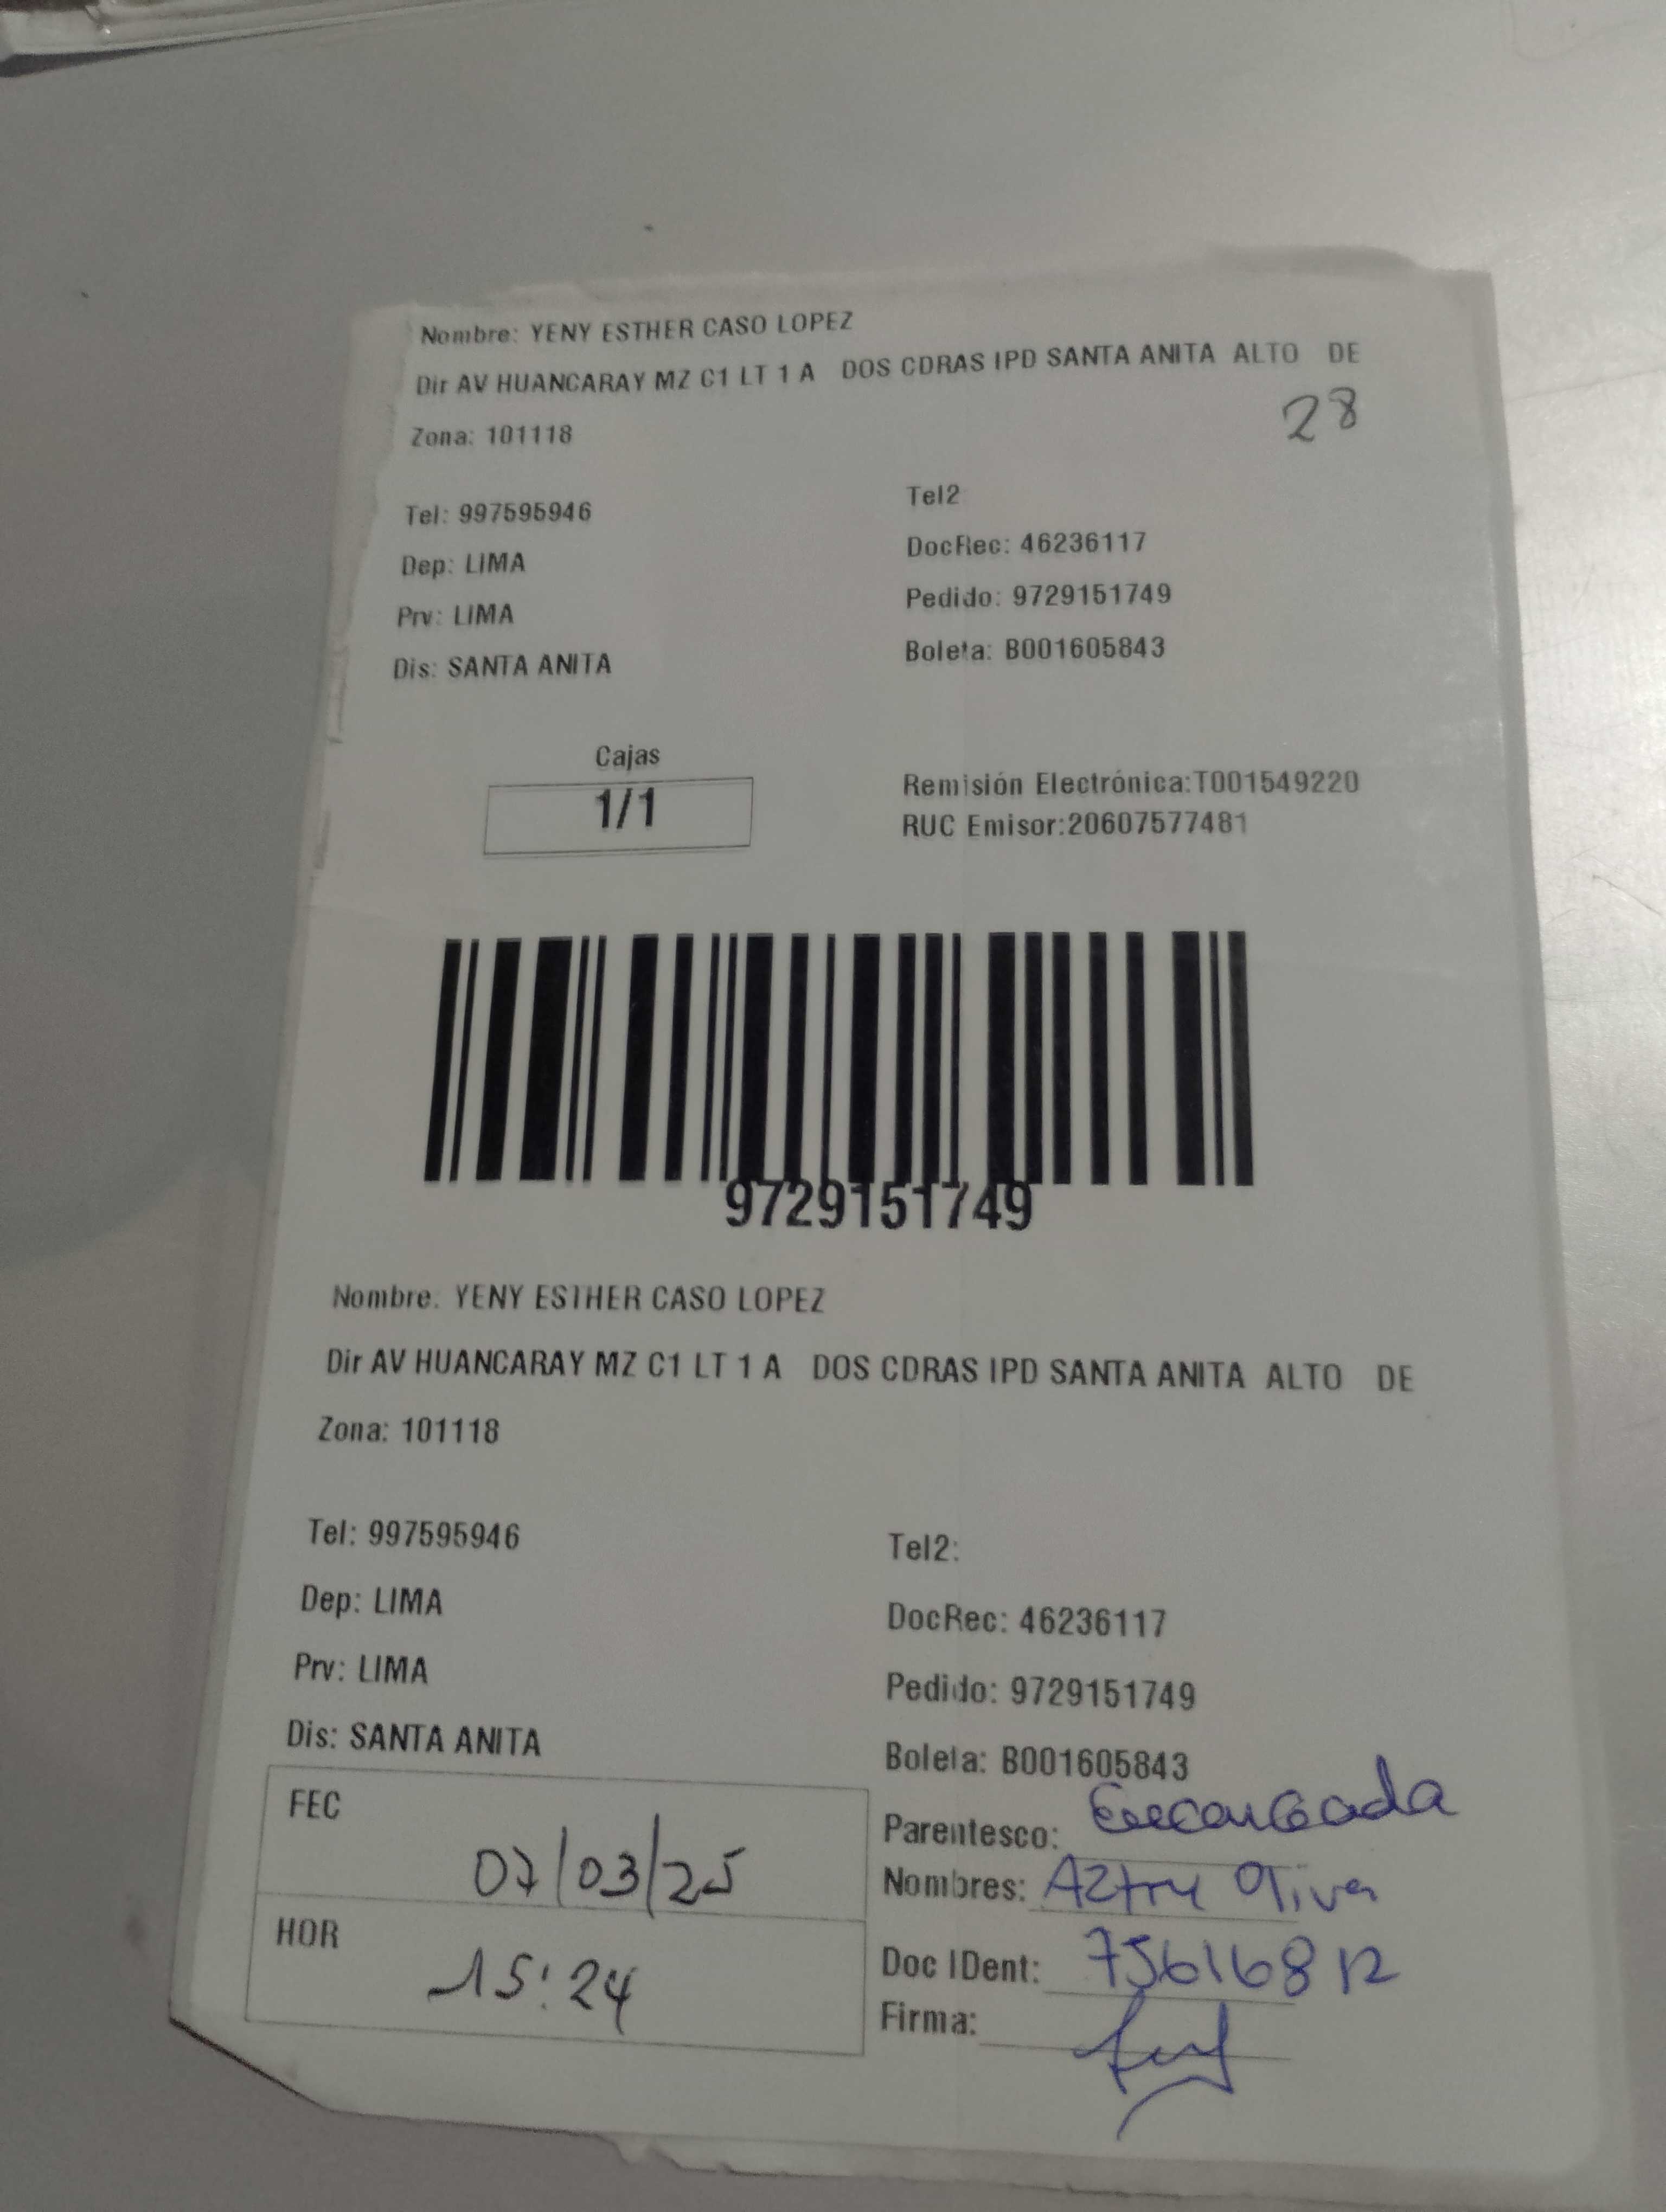 Nombre: YENY ESTHER CASO LOPEZ
Dir AV HUANCARAY MZ C1 LT 1 A DOS CDRAS IPD SANTA ANITA ALTO DE
28
Zona: 101118
Tel: 997595946
Tel2
Dep: LIMA
DocRec: 46236117
Prv: LIMA
Pedido: 9729151749
Dis: SANTA ANITA
Boleta: B001605843
Cajas
1/1
Remisión Electrónica:T001549220
RUC Emisor:20607577481
9729151749
Nombre: YENY ESTHER CASO LOPEZ
Dir AV HUANCARAY MZ C1 LT 1 A DOS CDRAS IPD SANTA ANITA ALTO DE
Zona: 101118
Tel: 997595946
Tel2:
Dep: LIMA
DocRec: 46236117
Prv: LIMA
Pedido: 9729151749
Dis: SANTA ANITA
Boleta: B001605843
FEC
07/03/25
HOR
15:24
Parentesco: Encargada
Nombres: Oliva
Doc IDent: 75616812
Firma: